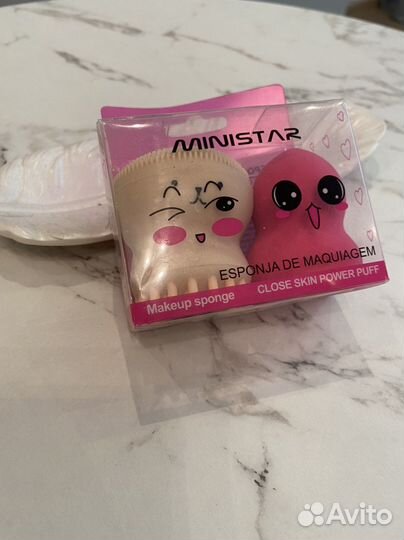 MINISTAR
ESPONJA DE MAQUIAGEM
Makeup sponge
CLOSE SKIN POWER PUFF
Avito